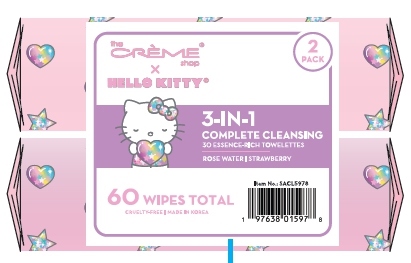 the
CRÈME®
shop
×
HELLO KITTY®
2
PACK
3-IN-1
COMPLETE CLEANSING
30 ESSENCE-RICH TOWELETTES
ROSE WATER | STRAWBERRY
60 WIPES TOTAL
CRUELTY-FREE | MADE IN KOREA
Item No.: SACL5978
1 97638 01597 8